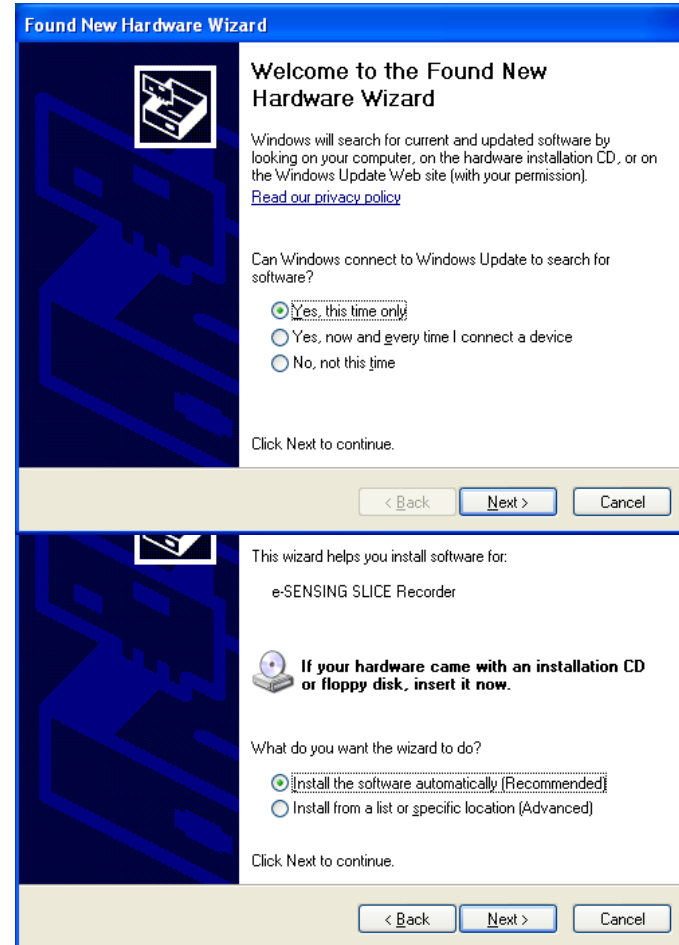 Found New Hardware Wizard
Welcome to the Found New
Hardware Wizard
Windows will search for current and updated software by
looking on your computer, on the hardware installation CD, or on
the Windows Update Web site (with your permission).
Read our privacy policy
Can Windows connect to Windows Update to search for
software?
Yes, this time only
Yes, now and every time I connect a device
No, not this time
Click Next to continue.
< Back Next > Cancel
This wizard helps you install software for:
e-SENSING SLICE Recorder
If your hardware came with an installation CD
or floppy disk, insert it now.
What do you want the wizard to do?
Install the software automatically (Recommended)
Install from a list or specific location (Advanced)
Click Next to continue.
< Back Next > Cancel